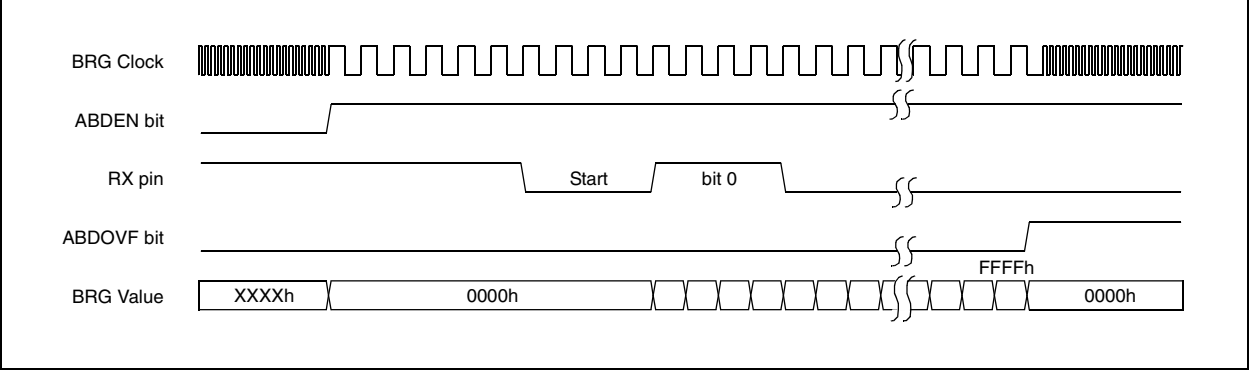 BRG Clock
ABDEN bit
RX pin
Start
bit 0
ABDOVF bit
FFFFh
BRG Value
XXXXh
0000h
0000h